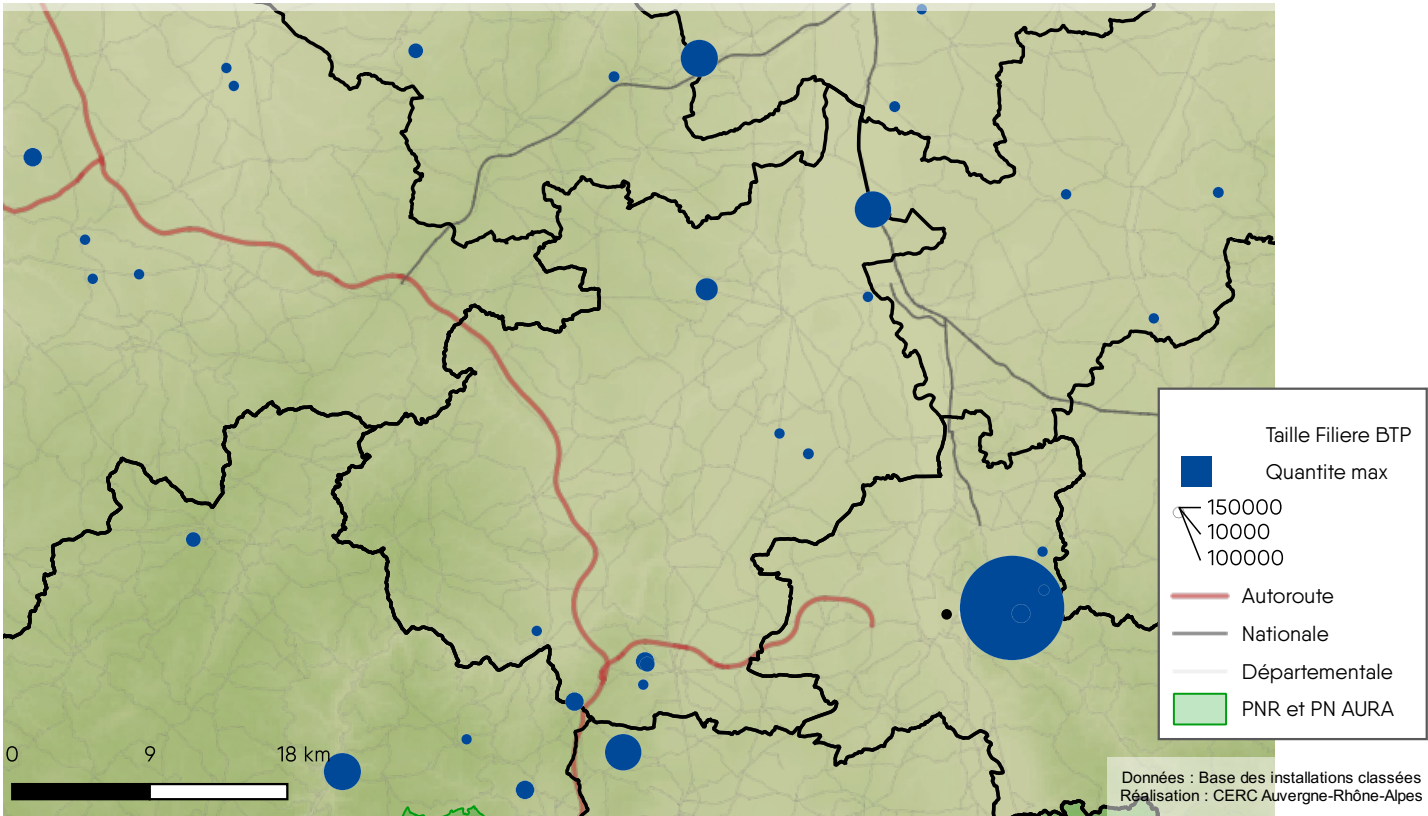 Taille Filiere BTP
Quantite max
150000
10000
100000
Autoroute
Nationale
Départementale
PNR et PN AURA
0 9 18 km
Données : Base des installations classées
Réalisation : CERC Auvergne-Rhône-Alpes